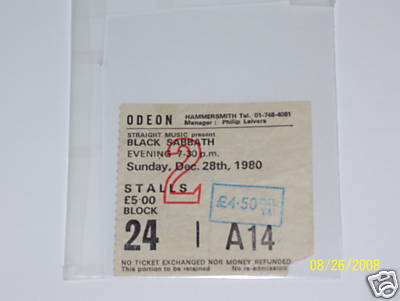 ODEON HAMMERSMITH Tel. 01-748-4081
Manager: Philip Leivers
STRAIGHT MUSIC present
BLACK SABBATH
EVENING 7-30 p.m.
Sunday, Dec. 28th, 1980
2
STALLS
£5·00
£4·50
BLOCK
24 | A14
NO TICKET EXCHANGED NOR MONEY REFUNDED
This portion to be retained No re-admission
08/26/2008